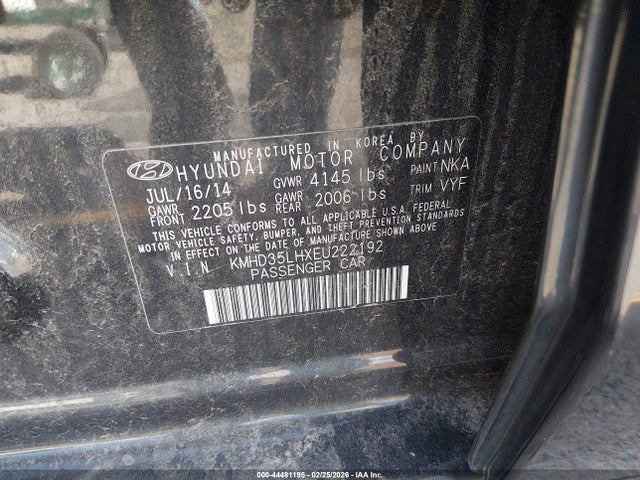 MANUFACTURED IN KOREA BY
HYUNDAI MOTOR COMPANY
JUL/16/14 GVWR 4145 lbs PAINT NKA
GAWR FRONT 2205 lbs GAWR REAR 2006 lbs TRIM VYF
THIS VEHICLE CONFORMS TO ALL APPLICABLE U.S.A. FEDERAL
MOTOR VEHICLE SAFETY, BUMPER, AND THEFT PREVENTION STANDARDS
IN EFFECT ON THE DATE OF MANUFACTURE SHOWN ABOVE
VIN KMHD35LHXEU222192
PASSENGER CAR
000-44481195 - 02/25/2026 - IAA Inc.